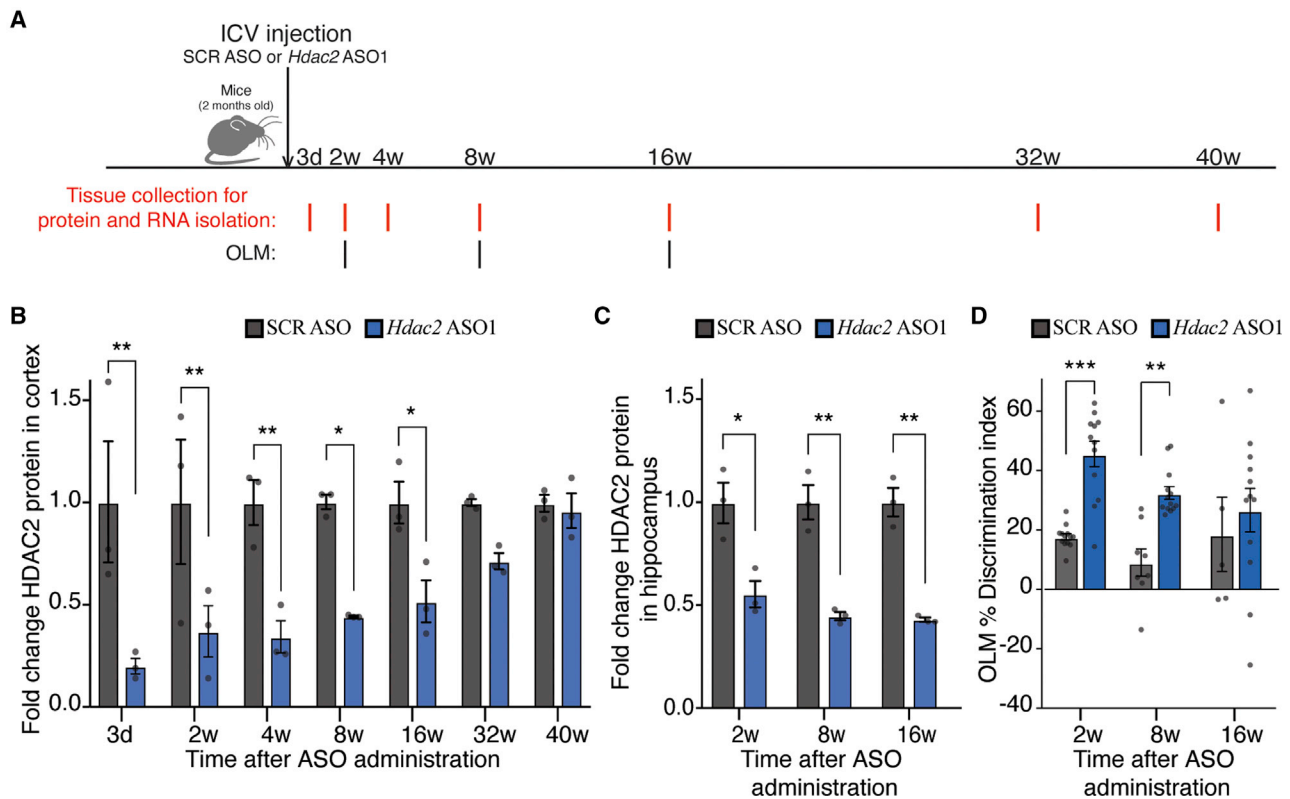 A
ICV injection
SCR ASO or Hdac2 ASO1
Mice
(2 months old)
3d 2w 4w 8w 16w 32w 40w
Tissue collection for
protein and RNA isolation:
OLM:
B
SCR ASO Hdac2 ASO1
Fold change HDAC2 protein in cortex
1.5
1.0
0.5
0.0
** ** ** * *
3d 2w 4w 8w 16w 32w 40w
Time after ASO administration
C
SCR ASO Hdac2 ASO1
Fold change HDAC2 protein
in hippocampus
1.5
1.0
0.5
0.0
* ** **
2w 8w 16w
Time after ASO
administration
D
SCR ASO Hdac2 ASO1
OLM % Discrimination index
60
40
20
0
-20
-40
*** **
2w 8w 16w
Time after ASO
administration